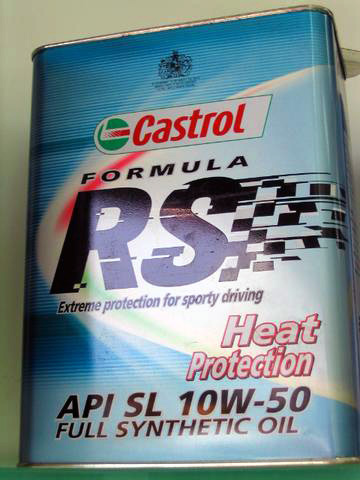 Castrol
FORMULA
RS
Extreme protection for sporty driving
Heat
Protection
API SL 10W-50
FULL SYNTHETIC OIL